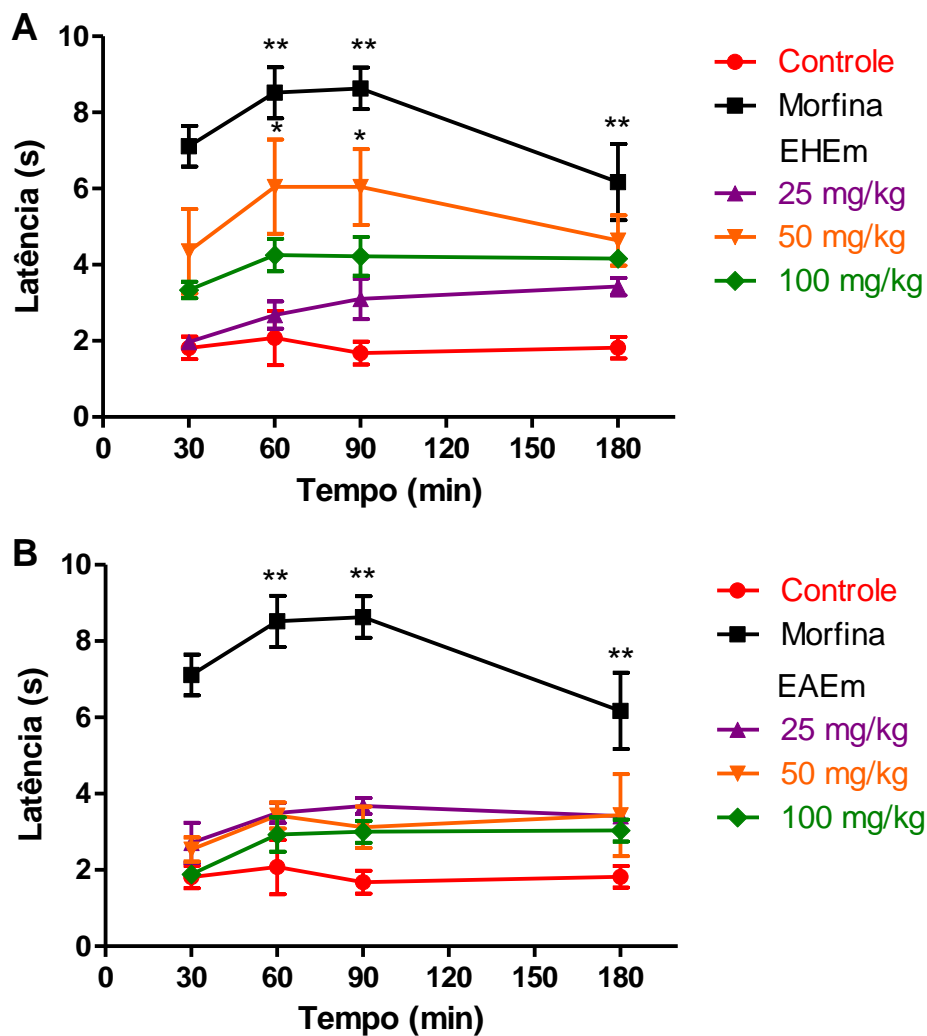 A
10
8
6
4
2
0
Latência (s)
** **
* *
**
0 30 60 90 120 150 180
Tempo (min)
Controle
Morfina
EHEm
25 mg/kg
50 mg/kg
100 mg/kg
B
10
8
6
4
2
0
Latência (s)
** **
**
0 30 60 90 120 150 180
Tempo (min)
Controle
Morfina
EAEm
25 mg/kg
50 mg/kg
100 mg/kg